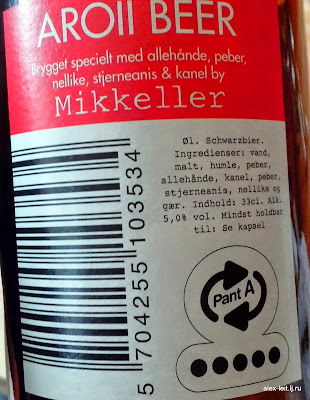 AROII BEER
Brygget specielt med allehånde, peber,
nellike, stjerneanis & kanel by
Mikkeller
Øl. Schwarzbier.
Ingredienser: vand,
malt, humle, peber,
allehånde, kanel, peber,
stjerneanis, nellike og
gær. Indhold: 33cl. Alk.
5,0% vol. Mindst holdbar
til: Se kapsel
5 704255 103534
Pant A
alex-leit.lj.ru